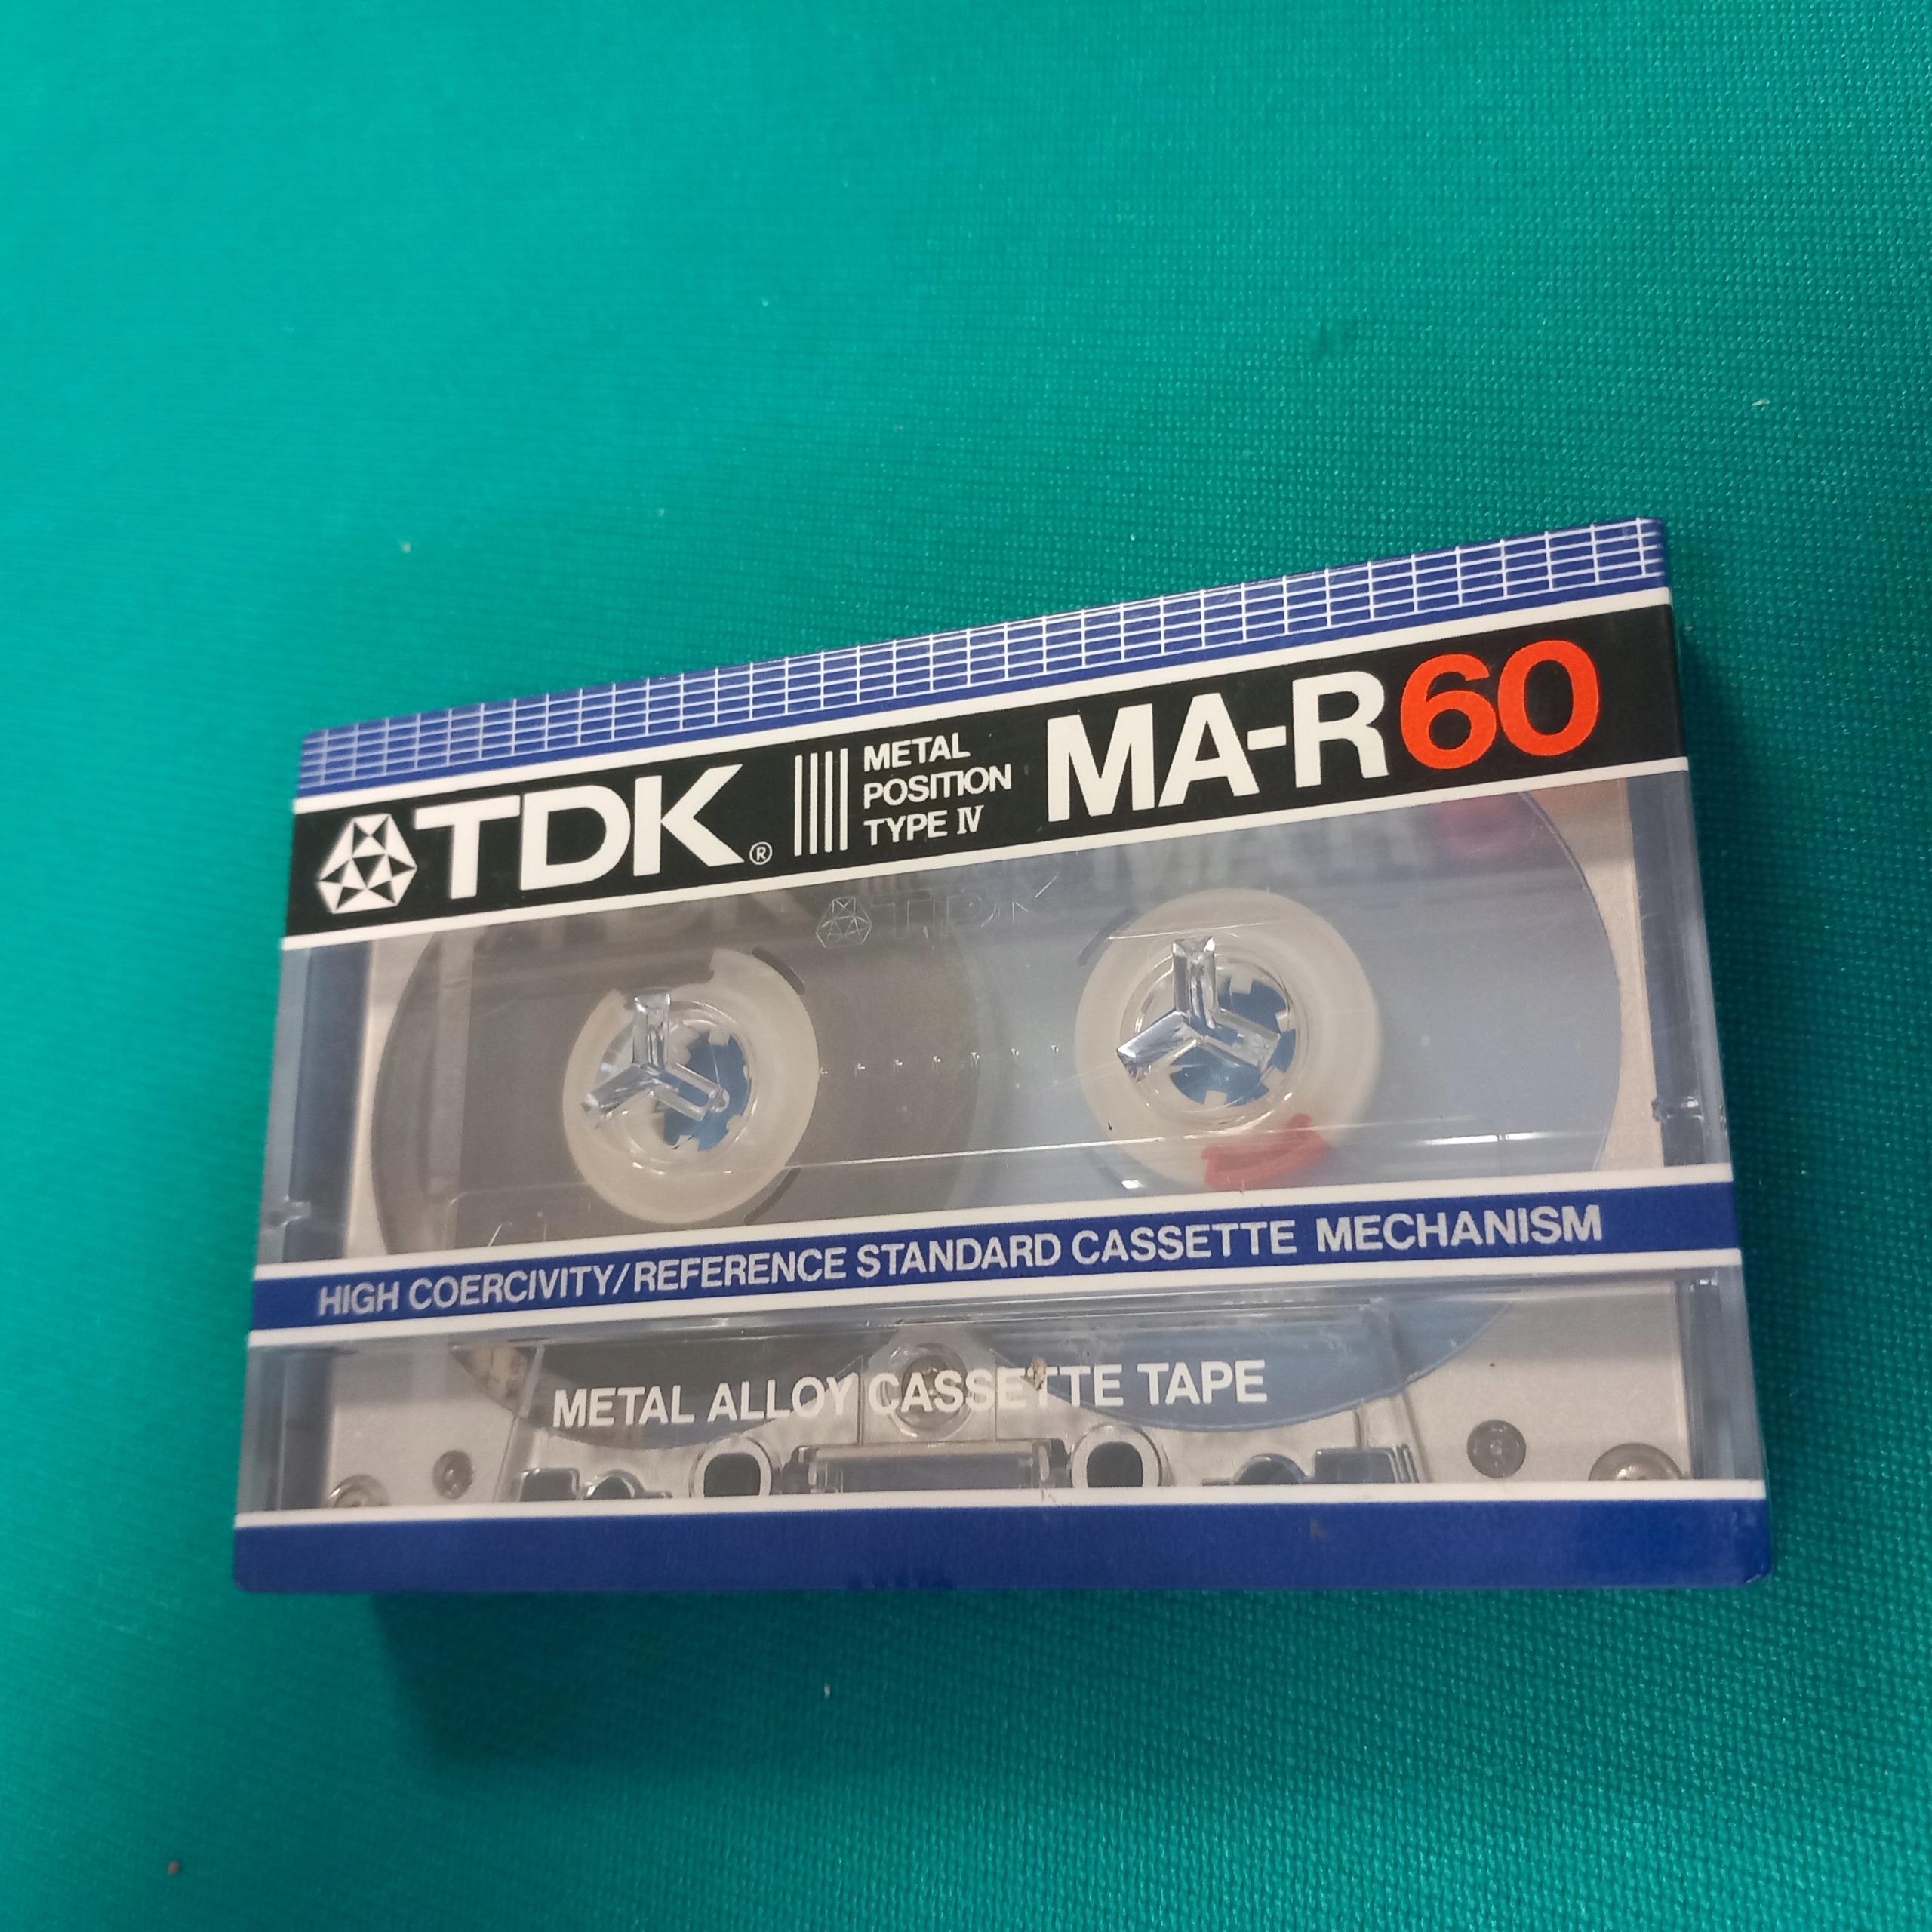 TDK® METAL POSITION TYPE IV MA-R60
TDK
HIGH COERCIVITY/REFERENCE STANDARD CASSETTE MECHANISM
METAL ALLOY CASSETTE TAPE